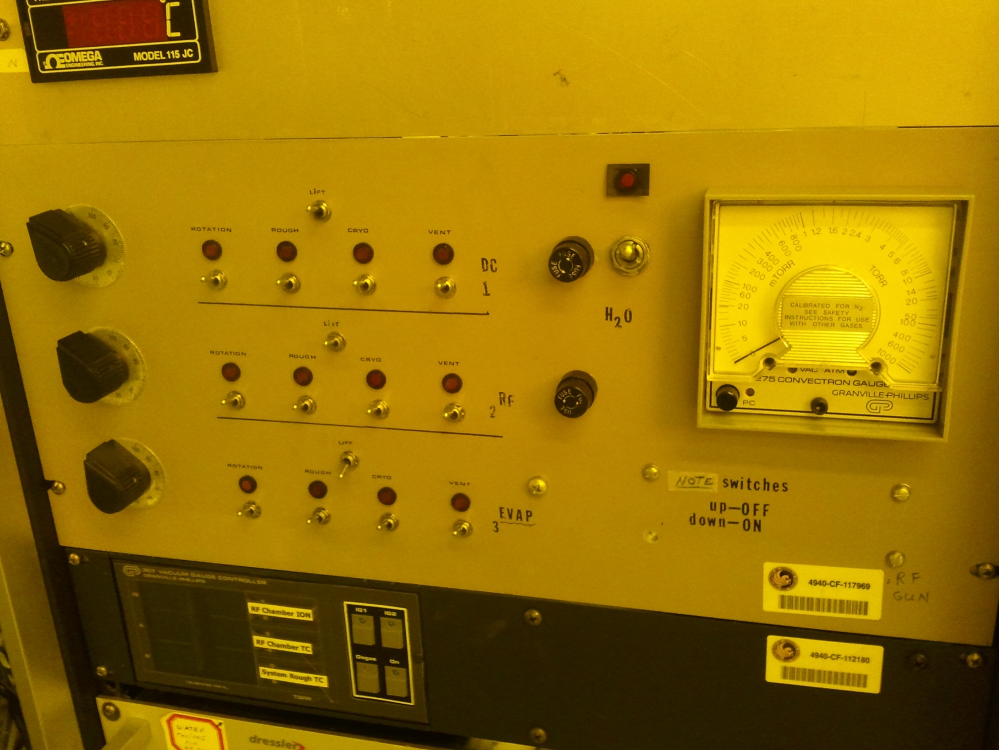 °C
OMEGA
ENGINEERING, INC.
MODEL 115 JC
N
LIFT
ROTATION ROUGH CRYO VENT
DC
1
LIFT
ROTATION ROUGH CRYO VENT
RF
2
LIFT
ROTATION ROUGH CRYO VENT
EVAP
3
FUSE FUSE FUSE
H2O
FUSE
mTORR
TORR
0 5 10 20 60 100 200 300 400 600 800 1 1.2 1.6 2 2.4 3 4 5 6 8 10 14 20 50 100 400 600 1000
CALIBRATED FOR N2.
SEE SAFETY
INSTRUCTIONS FOR USE
WITH OTHER GASES.
VAC ATM
275 CONVECTRON GAUGE
GRANVILLE-PHILLIPS
GP
PC
NOTE switches
up—OFF
down—ON
4940-CF-117969
= RF
GUN
4940-CF-112180
GP 307 VACUUM GAUGE CONTROLLER
GRANVILLE-PHILLIPS
RF Chamber ION
RF Chamber TC
System Rough TC
IG1 IG2
Degas On
TORR
WATER
COOLING
FOR
dressler